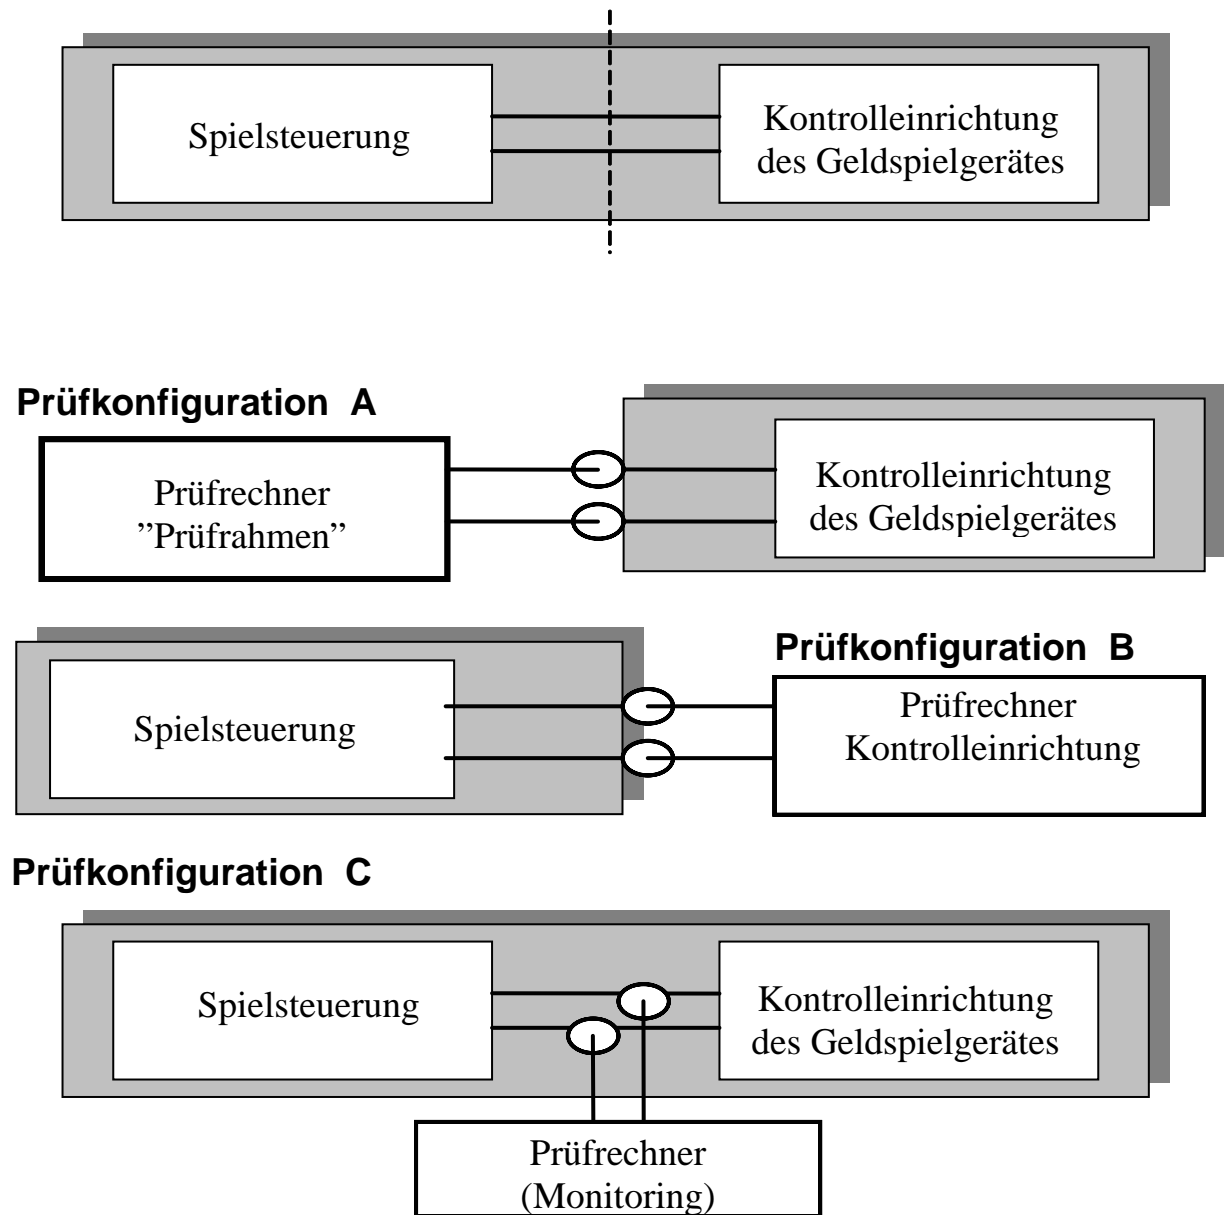 Spielsteuerung
Kontrolleinrichtung
des Geldspielgerätes
Prüfkonfiguration A
Prüfrechner
”Prüfrahmen”
Kontrolleinrichtung
des Geldspielgerätes
Spielsteuerung
Prüfkonfiguration B
Prüfrechner
Kontrolleinrichtung
Prüfkonfiguration C
Spielsteuerung
Kontrolleinrichtung
des Geldspielgerätes
Prüfrechner
(Monitoring)